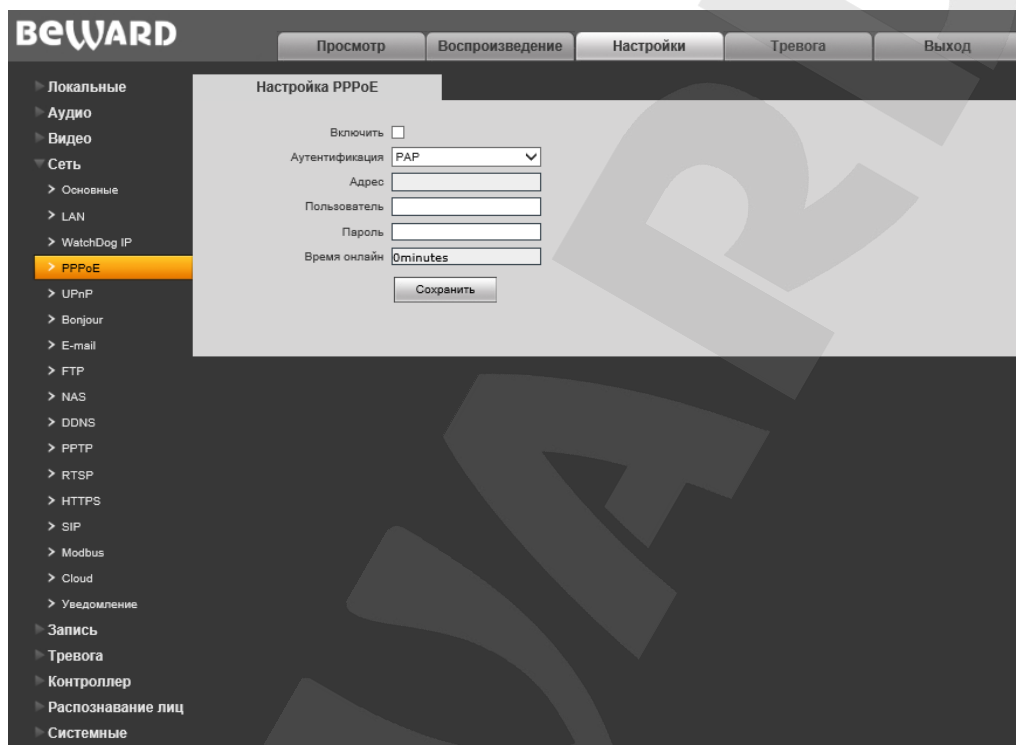 BEWARD
Просмотр
Воспроизведение
Настройки
Тревога
Выход
Локальные
Аудио
Видео
Сеть
Основные
LAN
WatchDog IP
PPPoE
UPnP
Bonjour
E-mail
FTP
NAS
DDNS
PPTP
RTSP
HTTPS
SIP
Modbus
Cloud
Уведомление
Запись
Тревога
Контроллер
Распознавание лиц
Системные
Настройка PPPoE
Включить
Аутентификация PAP
Адрес
Пользователь
Пароль
Время онлайн 0minutes
Сохранить